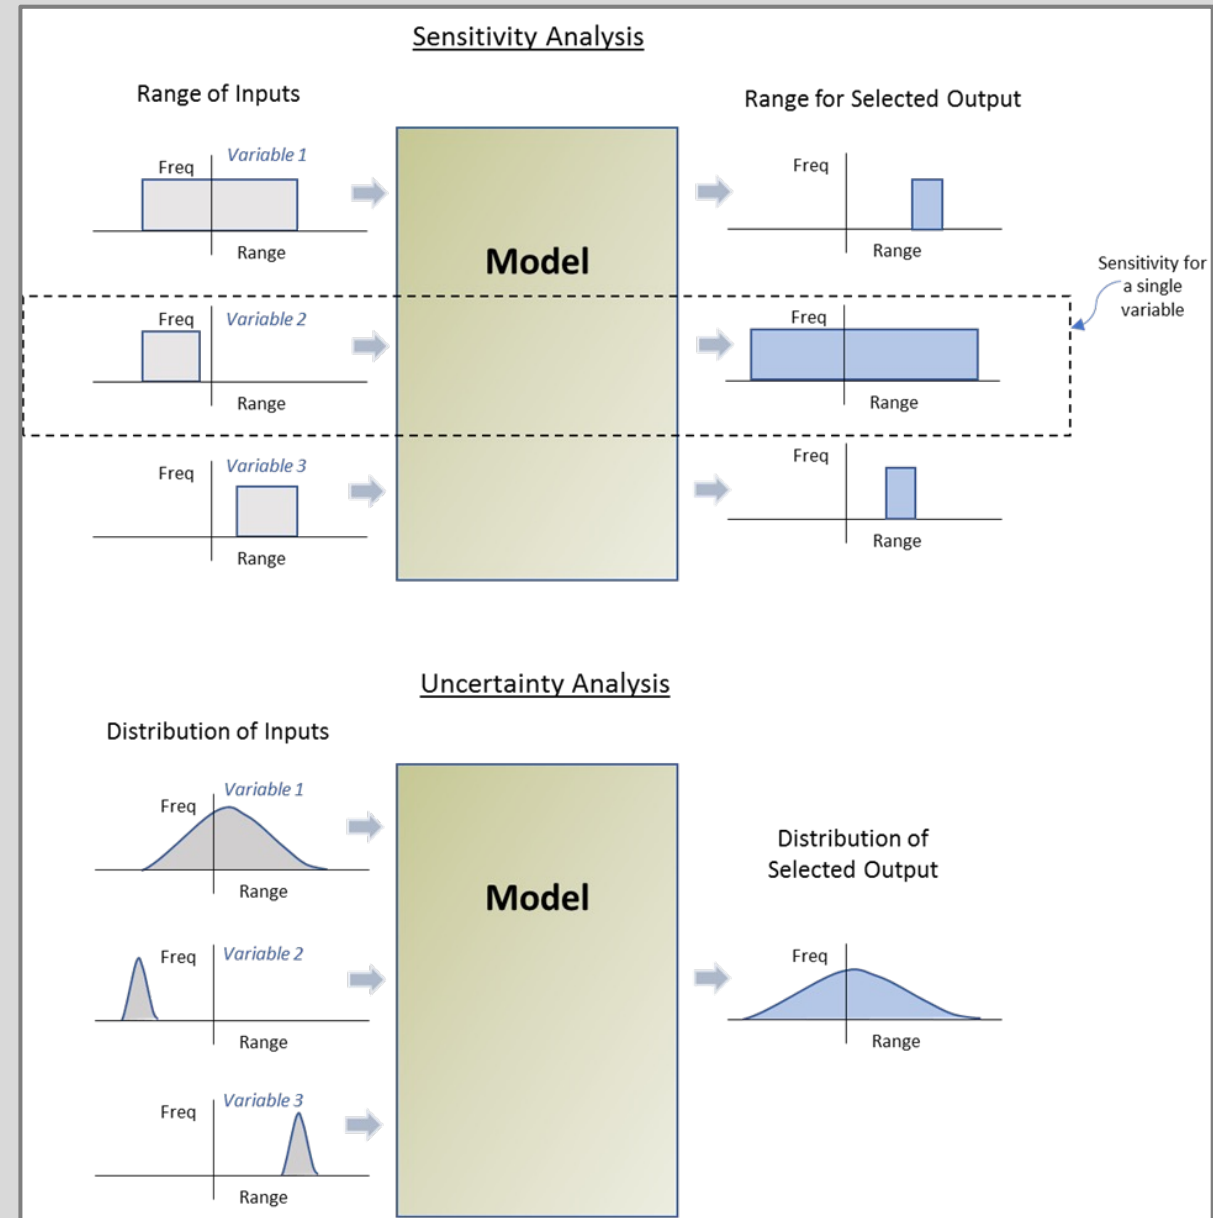 Sensitivity Analysis
Range of Inputs
Range for Selected Output
Variable 1
Freq
Range
Model
Freq
Range
Sensitivity for
a single
variable
Variable 2
Freq
Range
Freq
Range
Variable 3
Freq
Range
Freq
Range
Uncertainty Analysis
Distribution of Inputs
Variable 1
Freq
Range
Model
Distribution of
Selected Output
Variable 2
Freq
Range
Freq
Range
Variable 3
Freq
Range